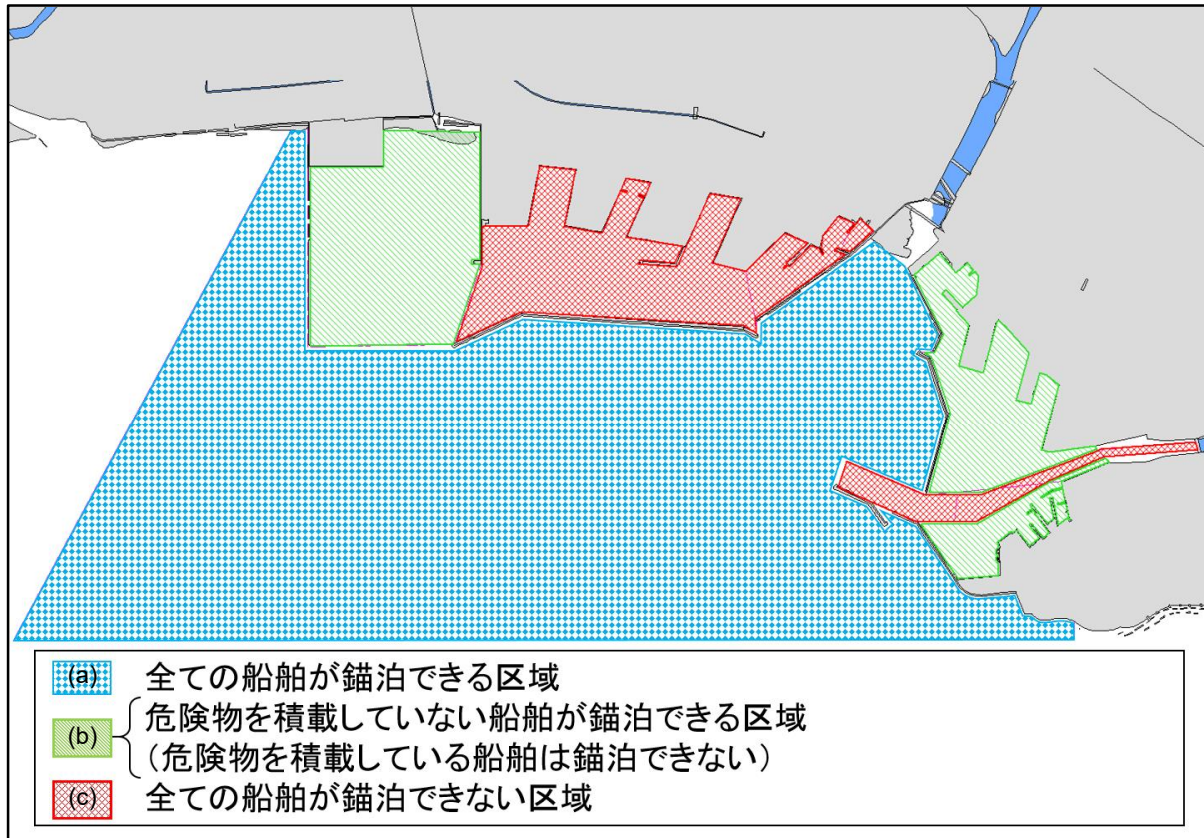 (a) 全ての船舶が錨泊できる区域
(b) 危険物を積載していない船舶が錨泊できる区域
(危険物を積載している船舶は錨泊できない)
(c) 全ての船舶が錨泊できない区域